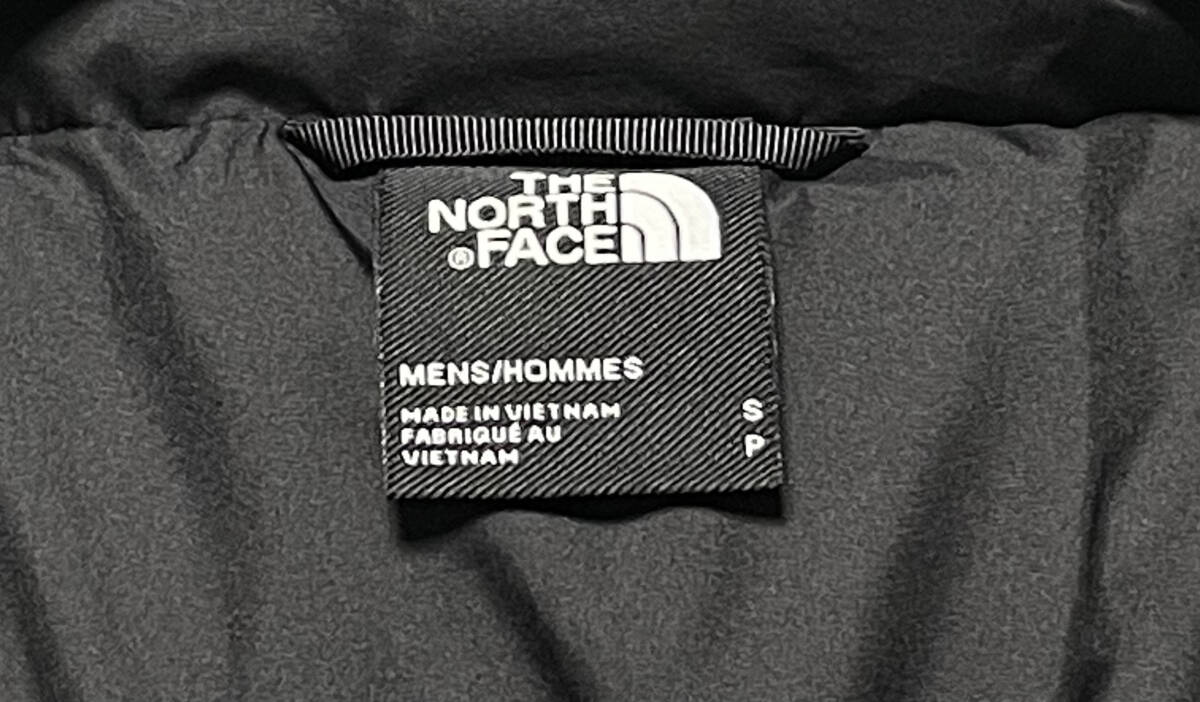 THE
NORTH
®FACE
MENS/HOMMES
MADE IN VIETNAM
FABRIQUÉ AU
VIETNAM
S
P